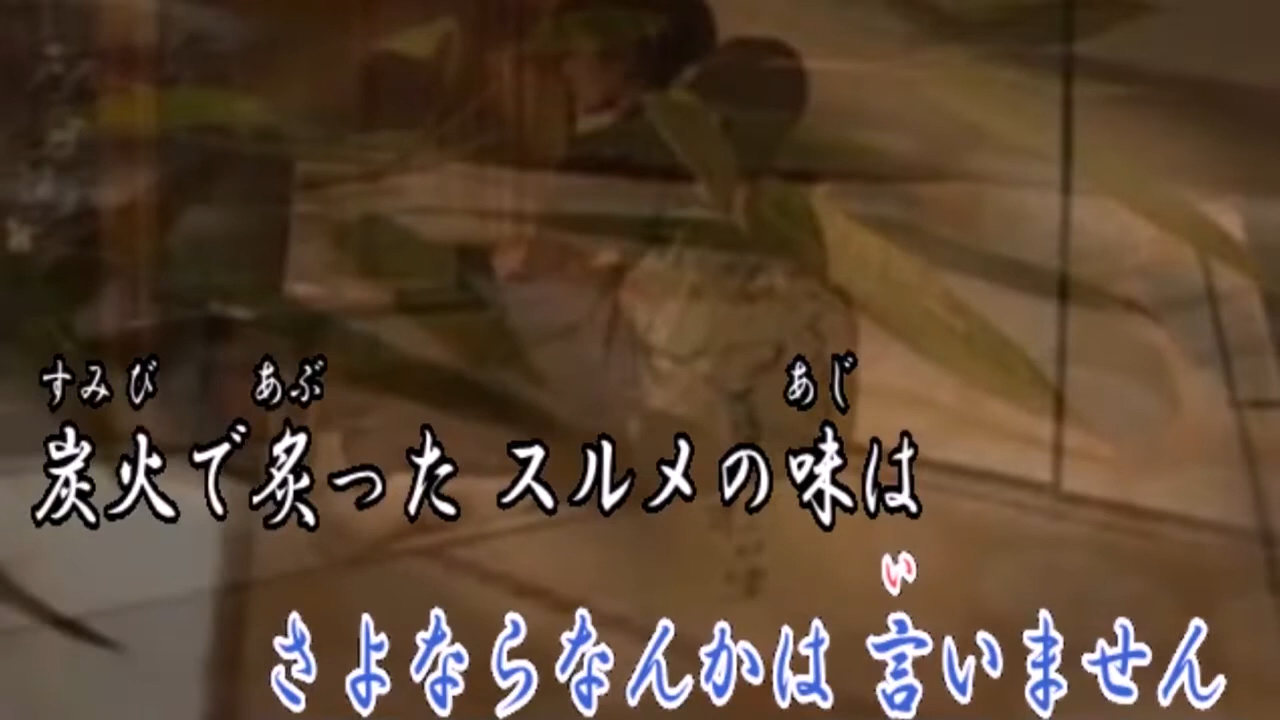 すみび あぶ あじ
炭火で炙った スルメの味は
い
さよならなんかは 言いません